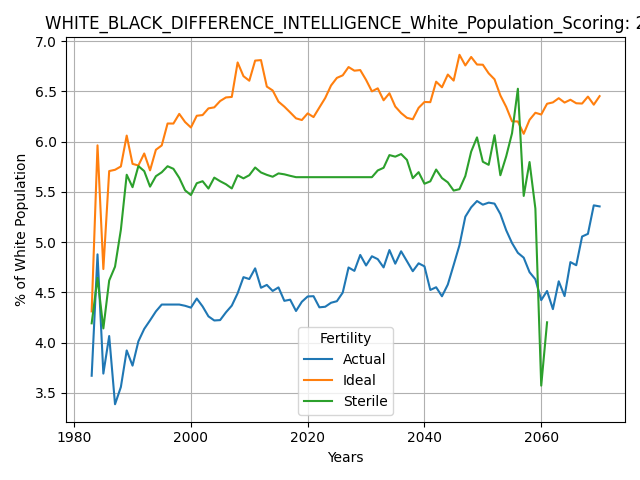 WHITE_BLACK_DIFFERENCE_INTELLIGENCE_White_Population_Scoring: 2
7.0
6.5
6.0
5.5
5.0
4.5
4.0
3.5
% of White Population
Fertility
Actual
Ideal
Sterile
1980 2000 2020 2040 2060
Years